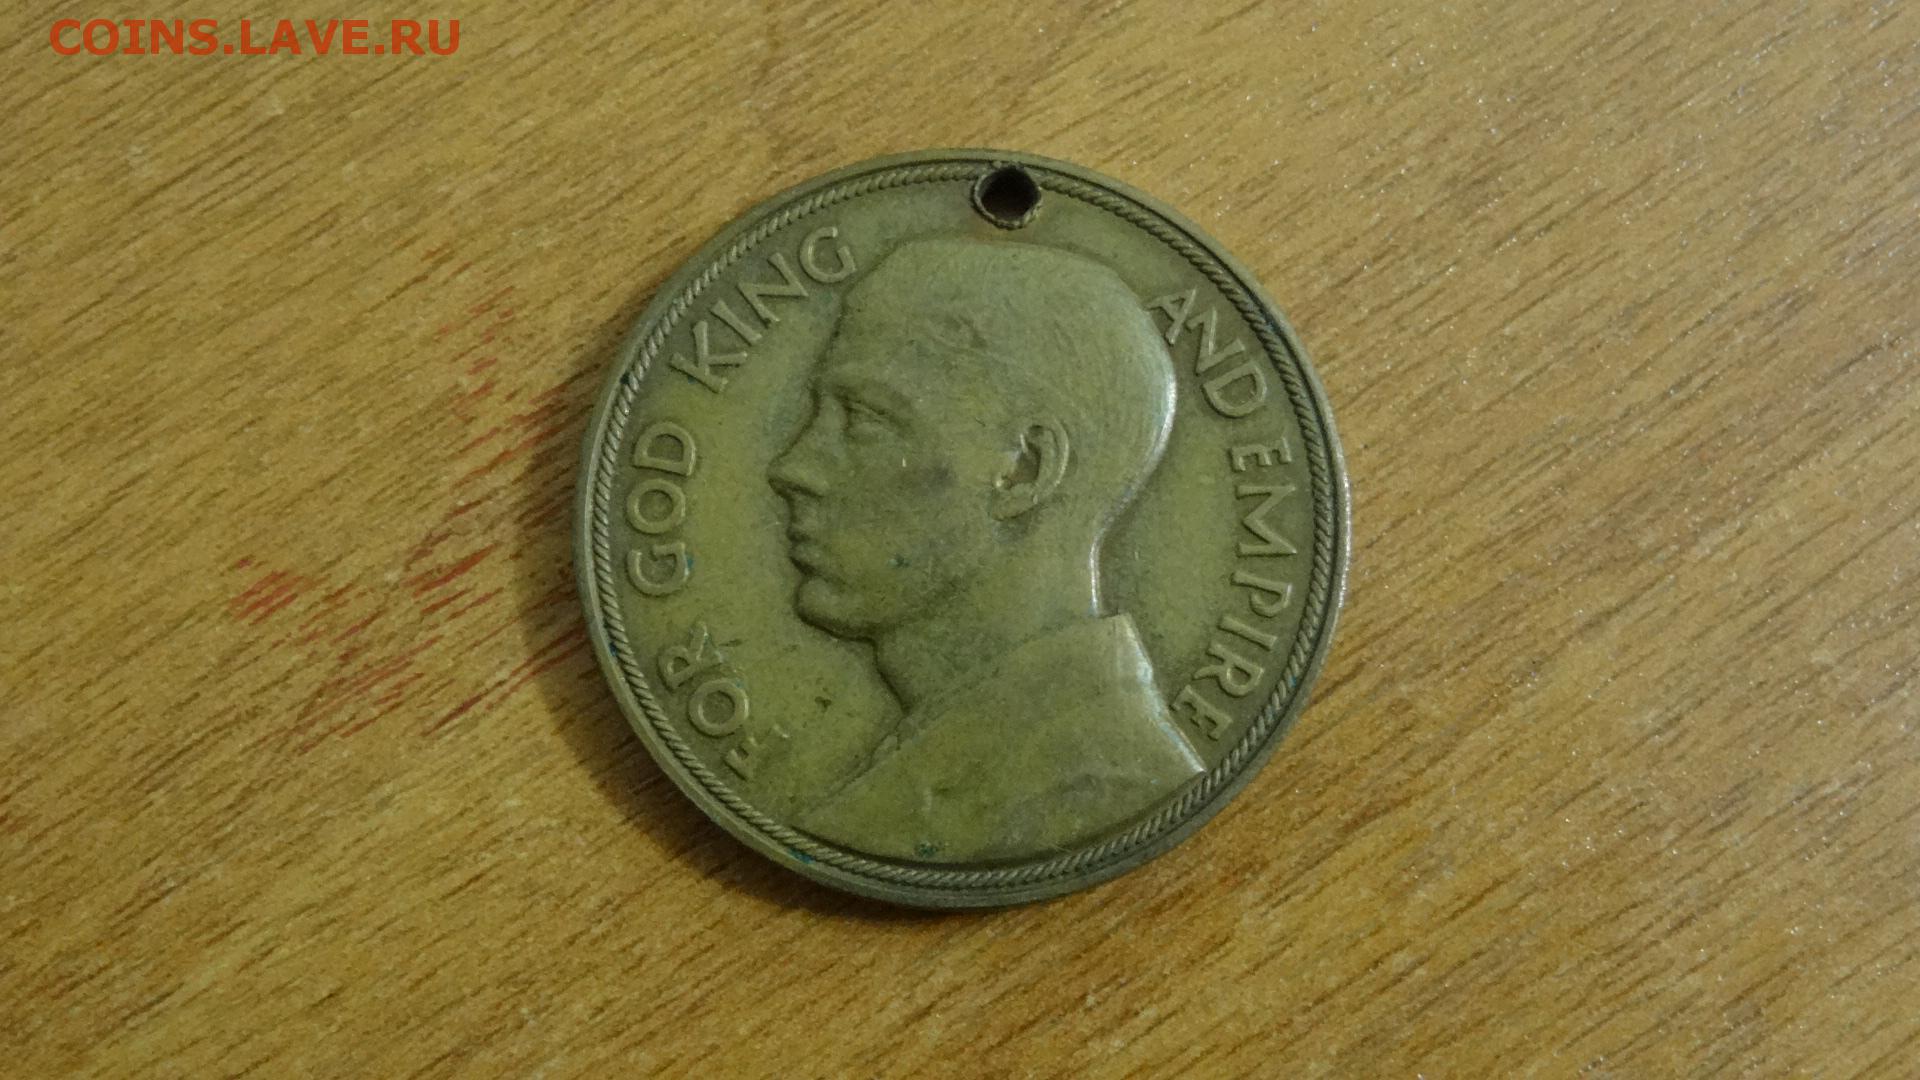 COINS.LAVE.RU
FOR GOD KING AND EMPIRE